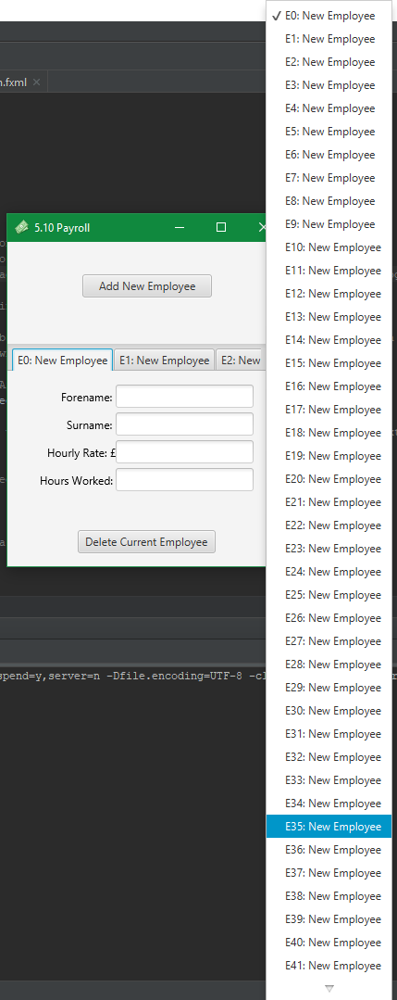 n.fxml
5.10 Payroll
Add New Employee
E0: New Employee
E1: New Employee
E2: New
Forename:
Surname:
Hourly Rate: £
Hours Worked:
Delete Current Employee
spend=y,server=n -Dfile.encoding=UTF-8 -cl
✓ E0: New Employee
E1: New Employee
E2: New Employee
E3: New Employee
E4: New Employee
E5: New Employee
E6: New Employee
E7: New Employee
E8: New Employee
E9: New Employee
E10: New Employee
E11: New Employee
E12: New Employee
E13: New Employee
E14: New Employee
E15: New Employee
E16: New Employee
E17: New Employee
E18: New Employee
E19: New Employee
E20: New Employee
E21: New Employee
E22: New Employee
E23: New Employee
E24: New Employee
E25: New Employee
E26: New Employee
E27: New Employee
E28: New Employee
E29: New Employee
E30: New Employee
E31: New Employee
E32: New Employee
E33: New Employee
E34: New Employee
E35: New Employee
E36: New Employee
E37: New Employee
E38: New Employee
E39: New Employee
E40: New Employee
E41: New Employee